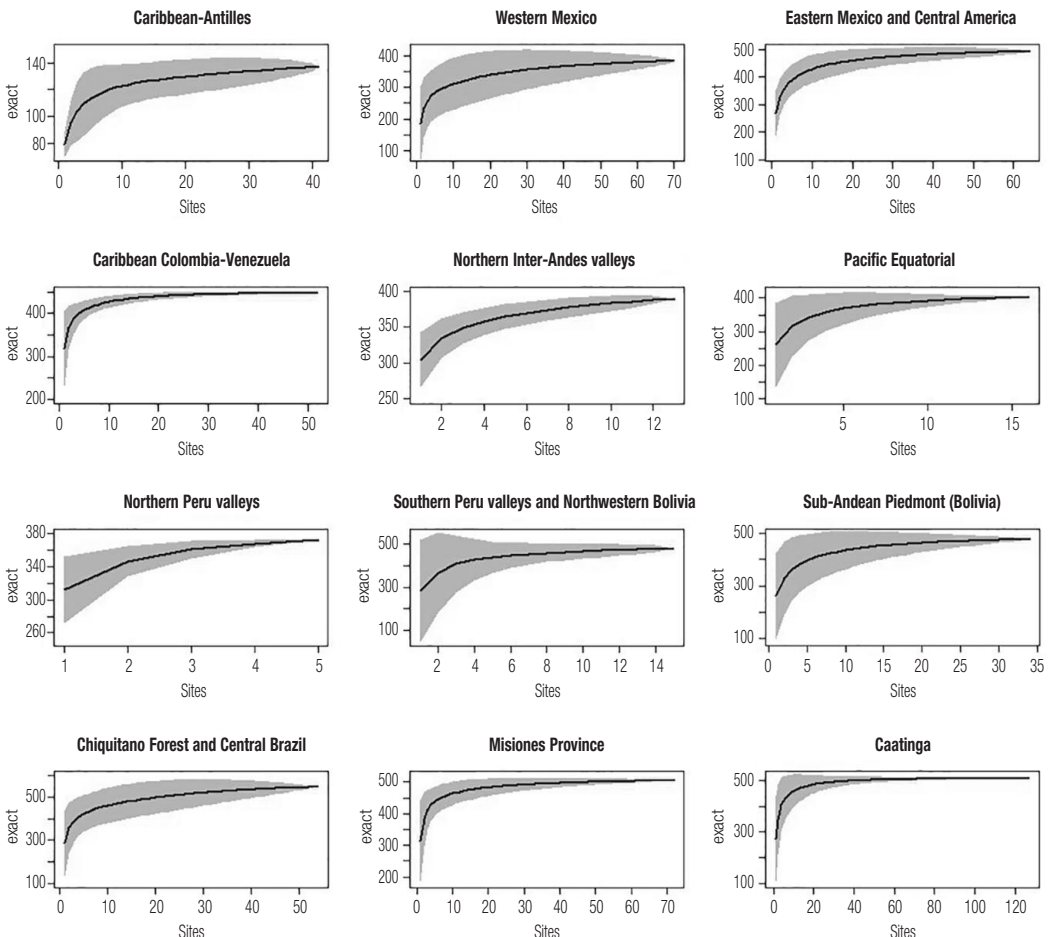 Caribbean-Antilles
exact
140
100
80
0 10 20 30 40
Sites
Western Mexico
exact
400
300
200
100
0 10 20 30 40 50 60 70
Sites
Eastern Mexico and Central America
exact
500
400
300
200
100
0 10 20 30 40 50 60
Sites
Caribbean Colombia-Venezuela
exact
400
300
200
0 10 20 30 40 50
Sites
Northern Inter-Andes valleys
exact
400
350
300
250
2 4 6 8 10 12
Sites
Pacific Equatorial
exact
400
300
200
100
5 10 15
Sites
Northern Peru valleys
exact
380
340
300
260
1 2 3 4 5
Sites
Southern Peru valleys and Northwestern Bolivia
exact
500
300
100
2 4 6 8 10 12 14
Sites
Sub-Andean Piedmont (Bolivia)
exact
500
300
100
0 5 10 15 20 25 30 35
Sites
Chiquitano Forest and Central Brazil
exact
500
300
100
0 10 20 30 40 50
Sites
Misiones Province
exact
500
400
300
200
0 10 20 30 40 50 60 70
Sites
Caatinga
exact
500
300
100
0 20 40 60 80 100 120
Sites